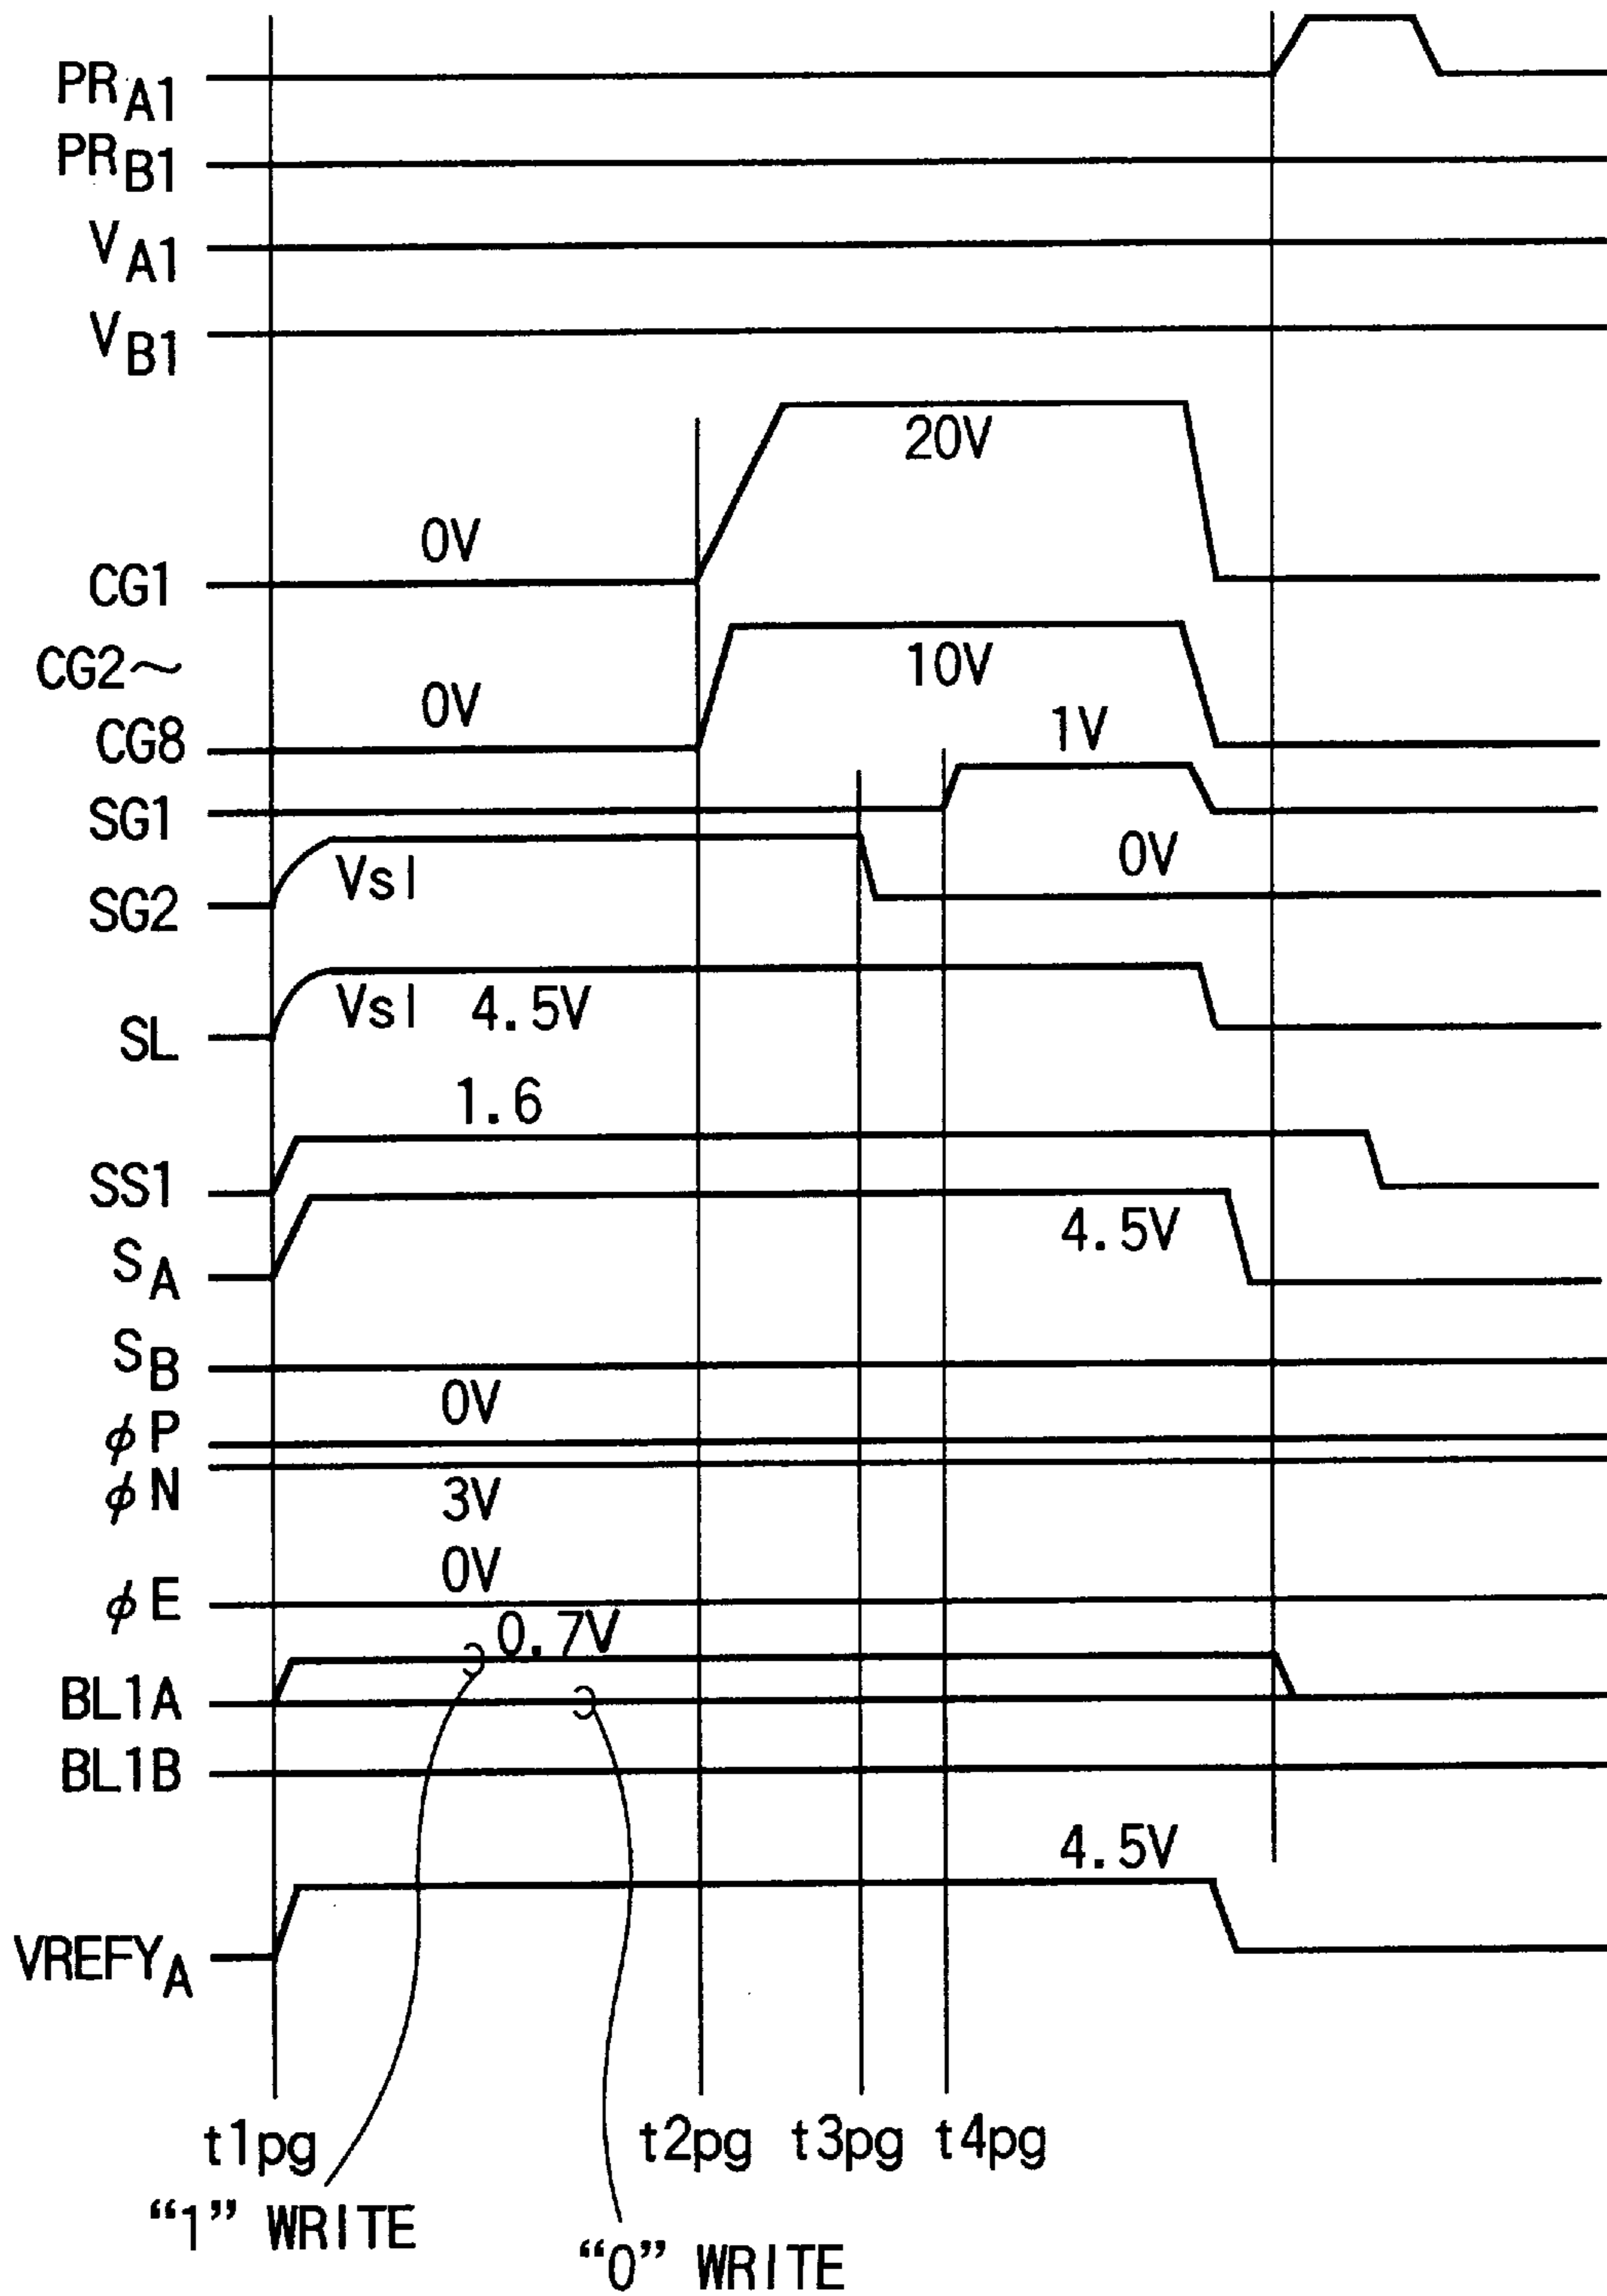 PRA1
PRB1
VA1
VB1
20V
0V
CG1
CG2~
10V
0V
CG8
1V
SG1
0V
Vsl
SG2
Vsl 4.5V
SL
1.6
SS1
4.5V
SA
SB
0V
φP
φN
3V
0V
φE
0.7V
BL1A
BL1B
4.5V
VREFYA
t1pg t2pg t3pg t4pg
“1” WRITE
“0” WRITE